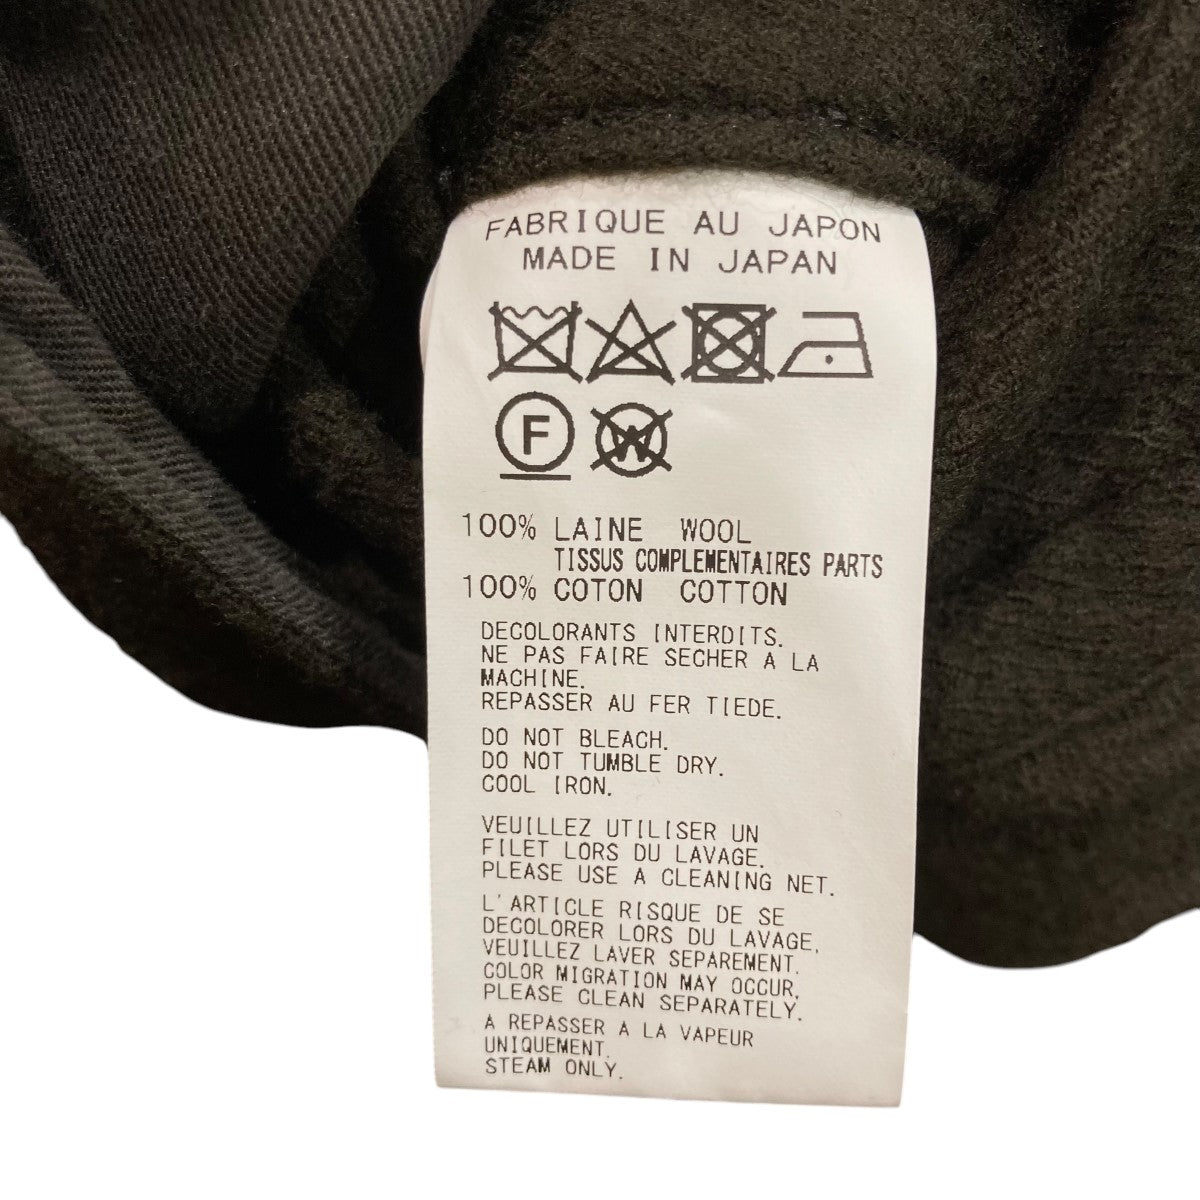 FABRIQUE AU JAPON
MADE IN JAPAN
F W
100% LAINE WOOL
TISSUS COMPLEMENTAIRES PARTS
100% COTON COTTON
DECOLORANTS INTERDITS.
NE PAS FAIRE SECHER A LA
MACHINE.
REPASSER AU FER TIEDE.
DO NOT BLEACH.
DO NOT TUMBLE DRY.
COOL IRON.
VEUILLEZ UTILISER UN
FILET LORS DU LAVAGE.
PLEASE USE A CLEANING NET.
L'ARTICLE RISQUE DE SE
DECOLORER LORS DU LAVAGE.
VEUILLEZ LAVER SEPAREMENT.
COLOR MIGRATION MAY OCCUR.
PLEASE CLEAN SEPARATELY.
A REPASSER A LA VAPEUR
UNIQUEMENT.
STEAM ONLY.